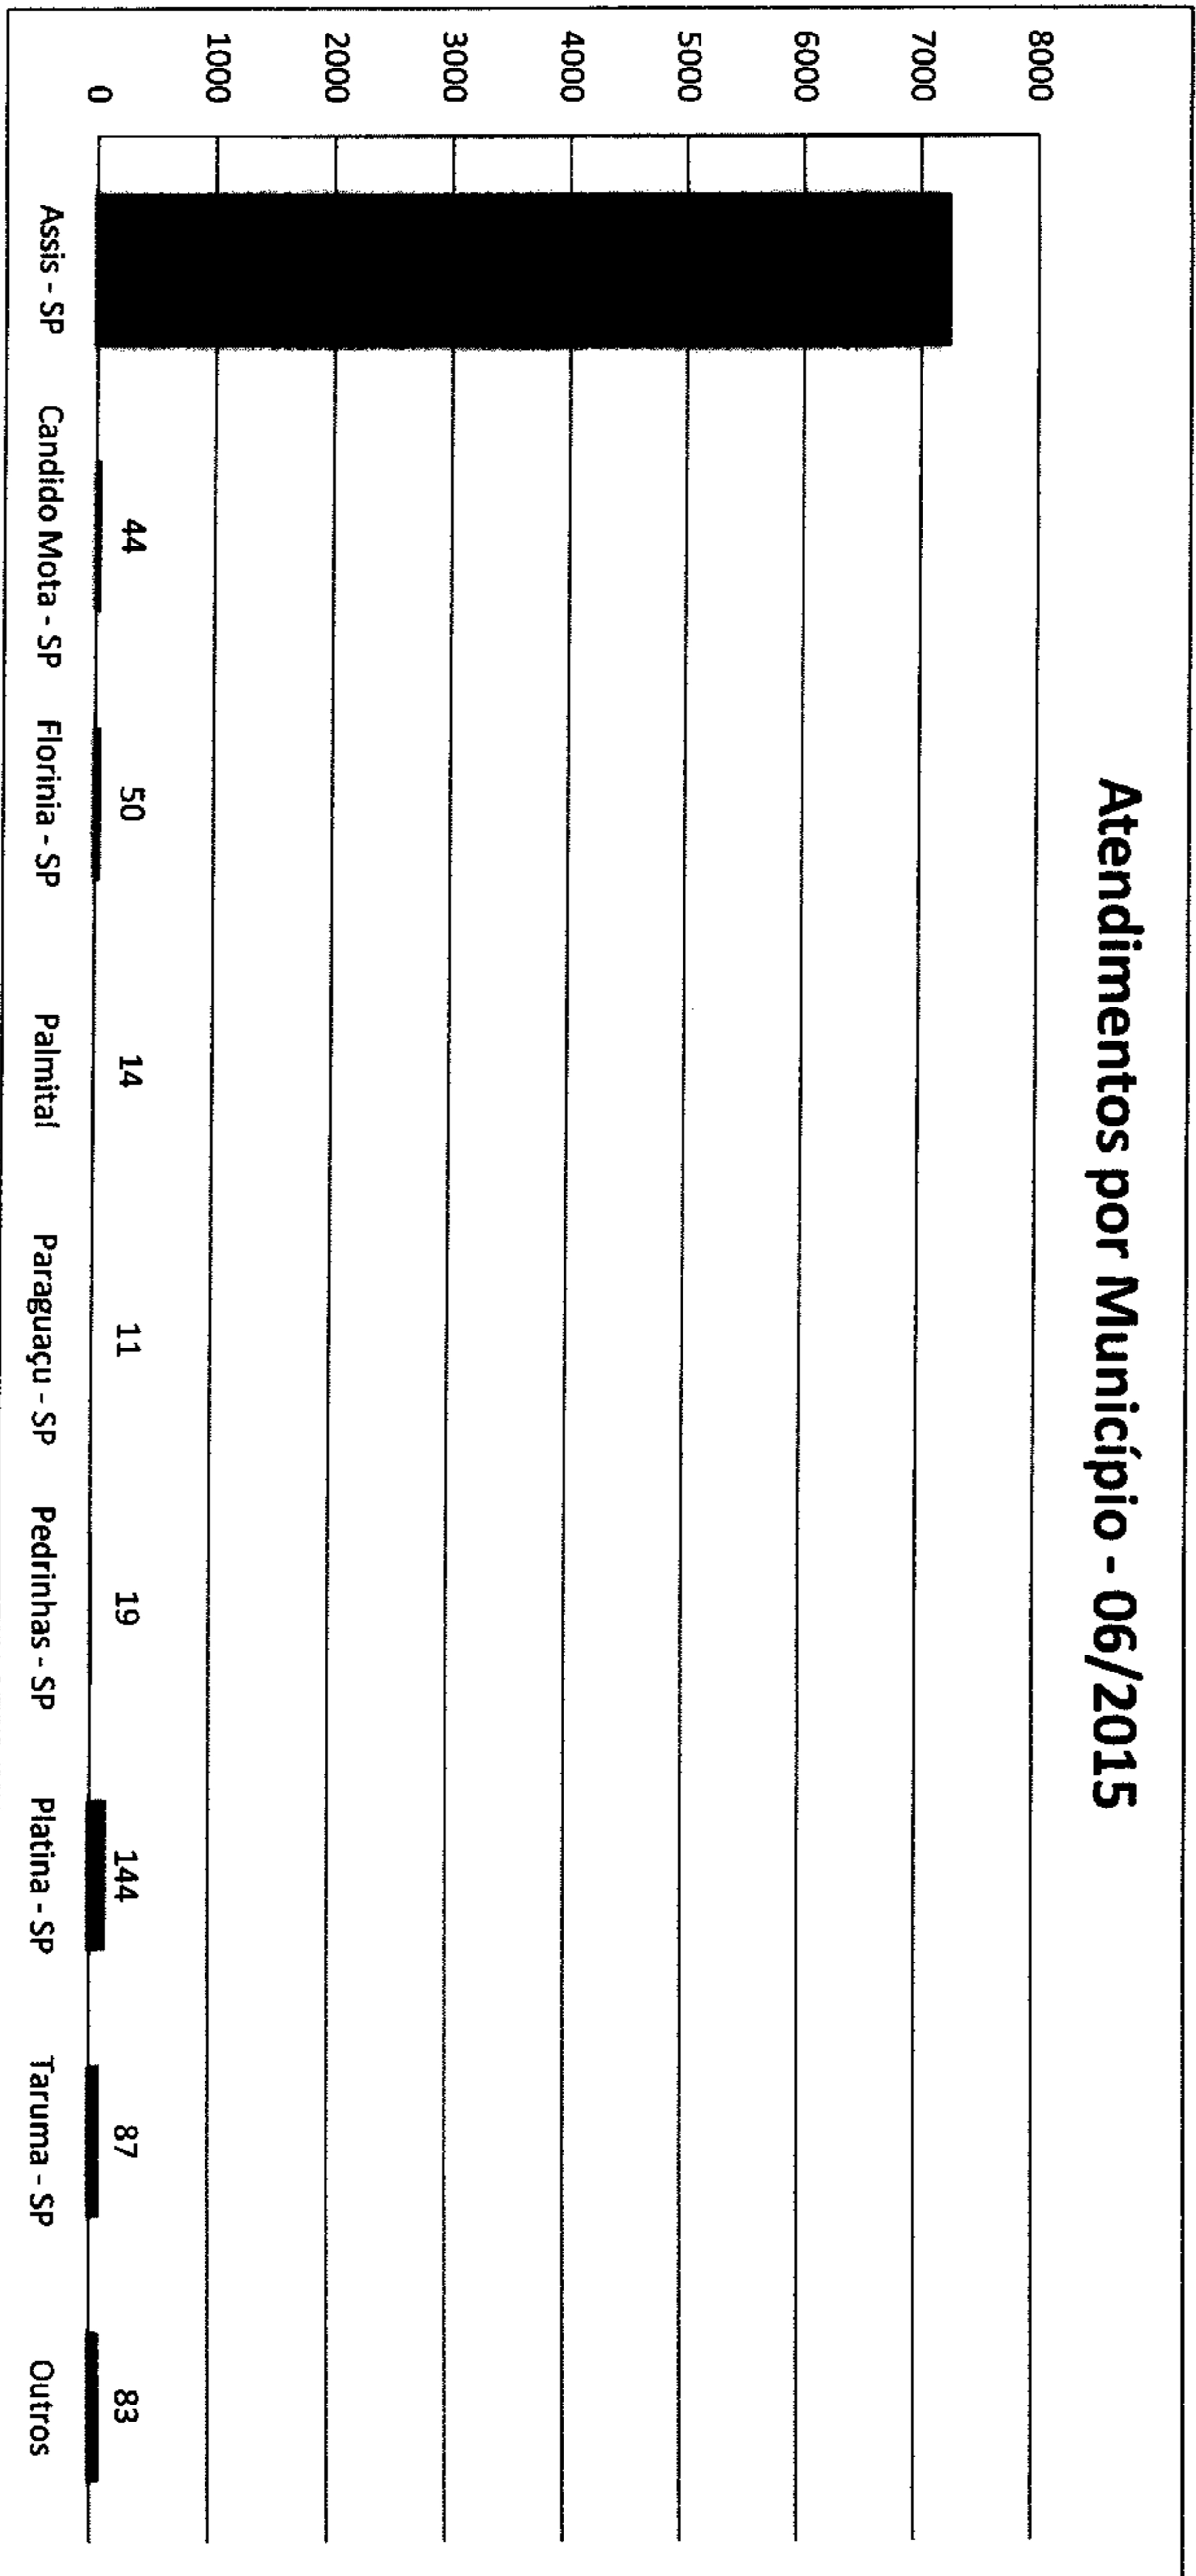 Atendimentos por Município - 06/2015
8000
7000
6000
5000
4000
3000
2000
1000
0
44
50
14
11
19
144
87
83
Assis - SP
Candido Mota - SP
Florinia - SP
Palmital
Paraguaçu - SP
Pedrinhas - SP
Platina - SP
Taruma - SP
Outros